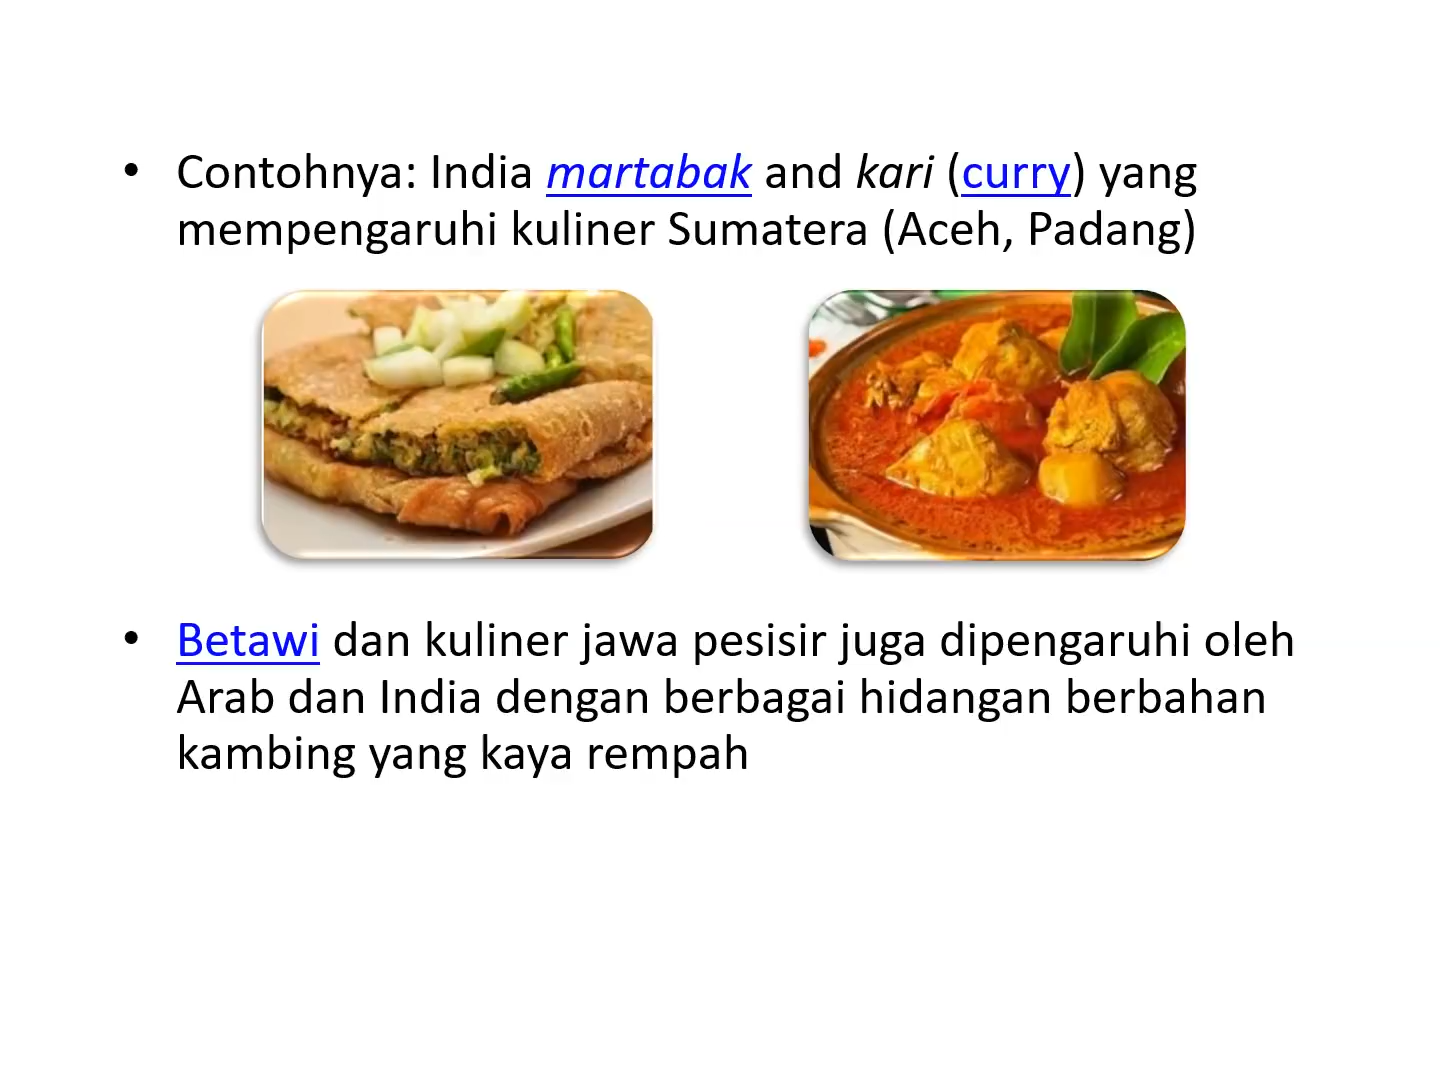 • Contohnya: India martabak and kari (curry) yang
mempengaruhi kuliner Sumatera (Aceh, Padang)
• Betawi dan kuliner jawa pesisir juga dipengaruhi oleh
Arab dan India dengan berbagai hidangan berbahan
kambing yang kaya rempah